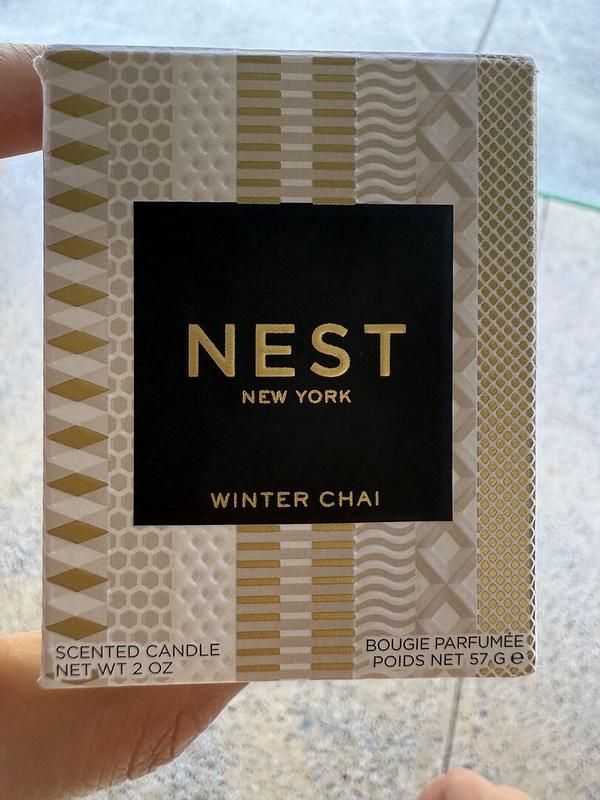 NEST
NEW YORK
WINTER CHAI
SCENTED CANDLE
NET WT 2 OZ
BOUGIE PARFUMÉE
POIDS NET 57 G ℮